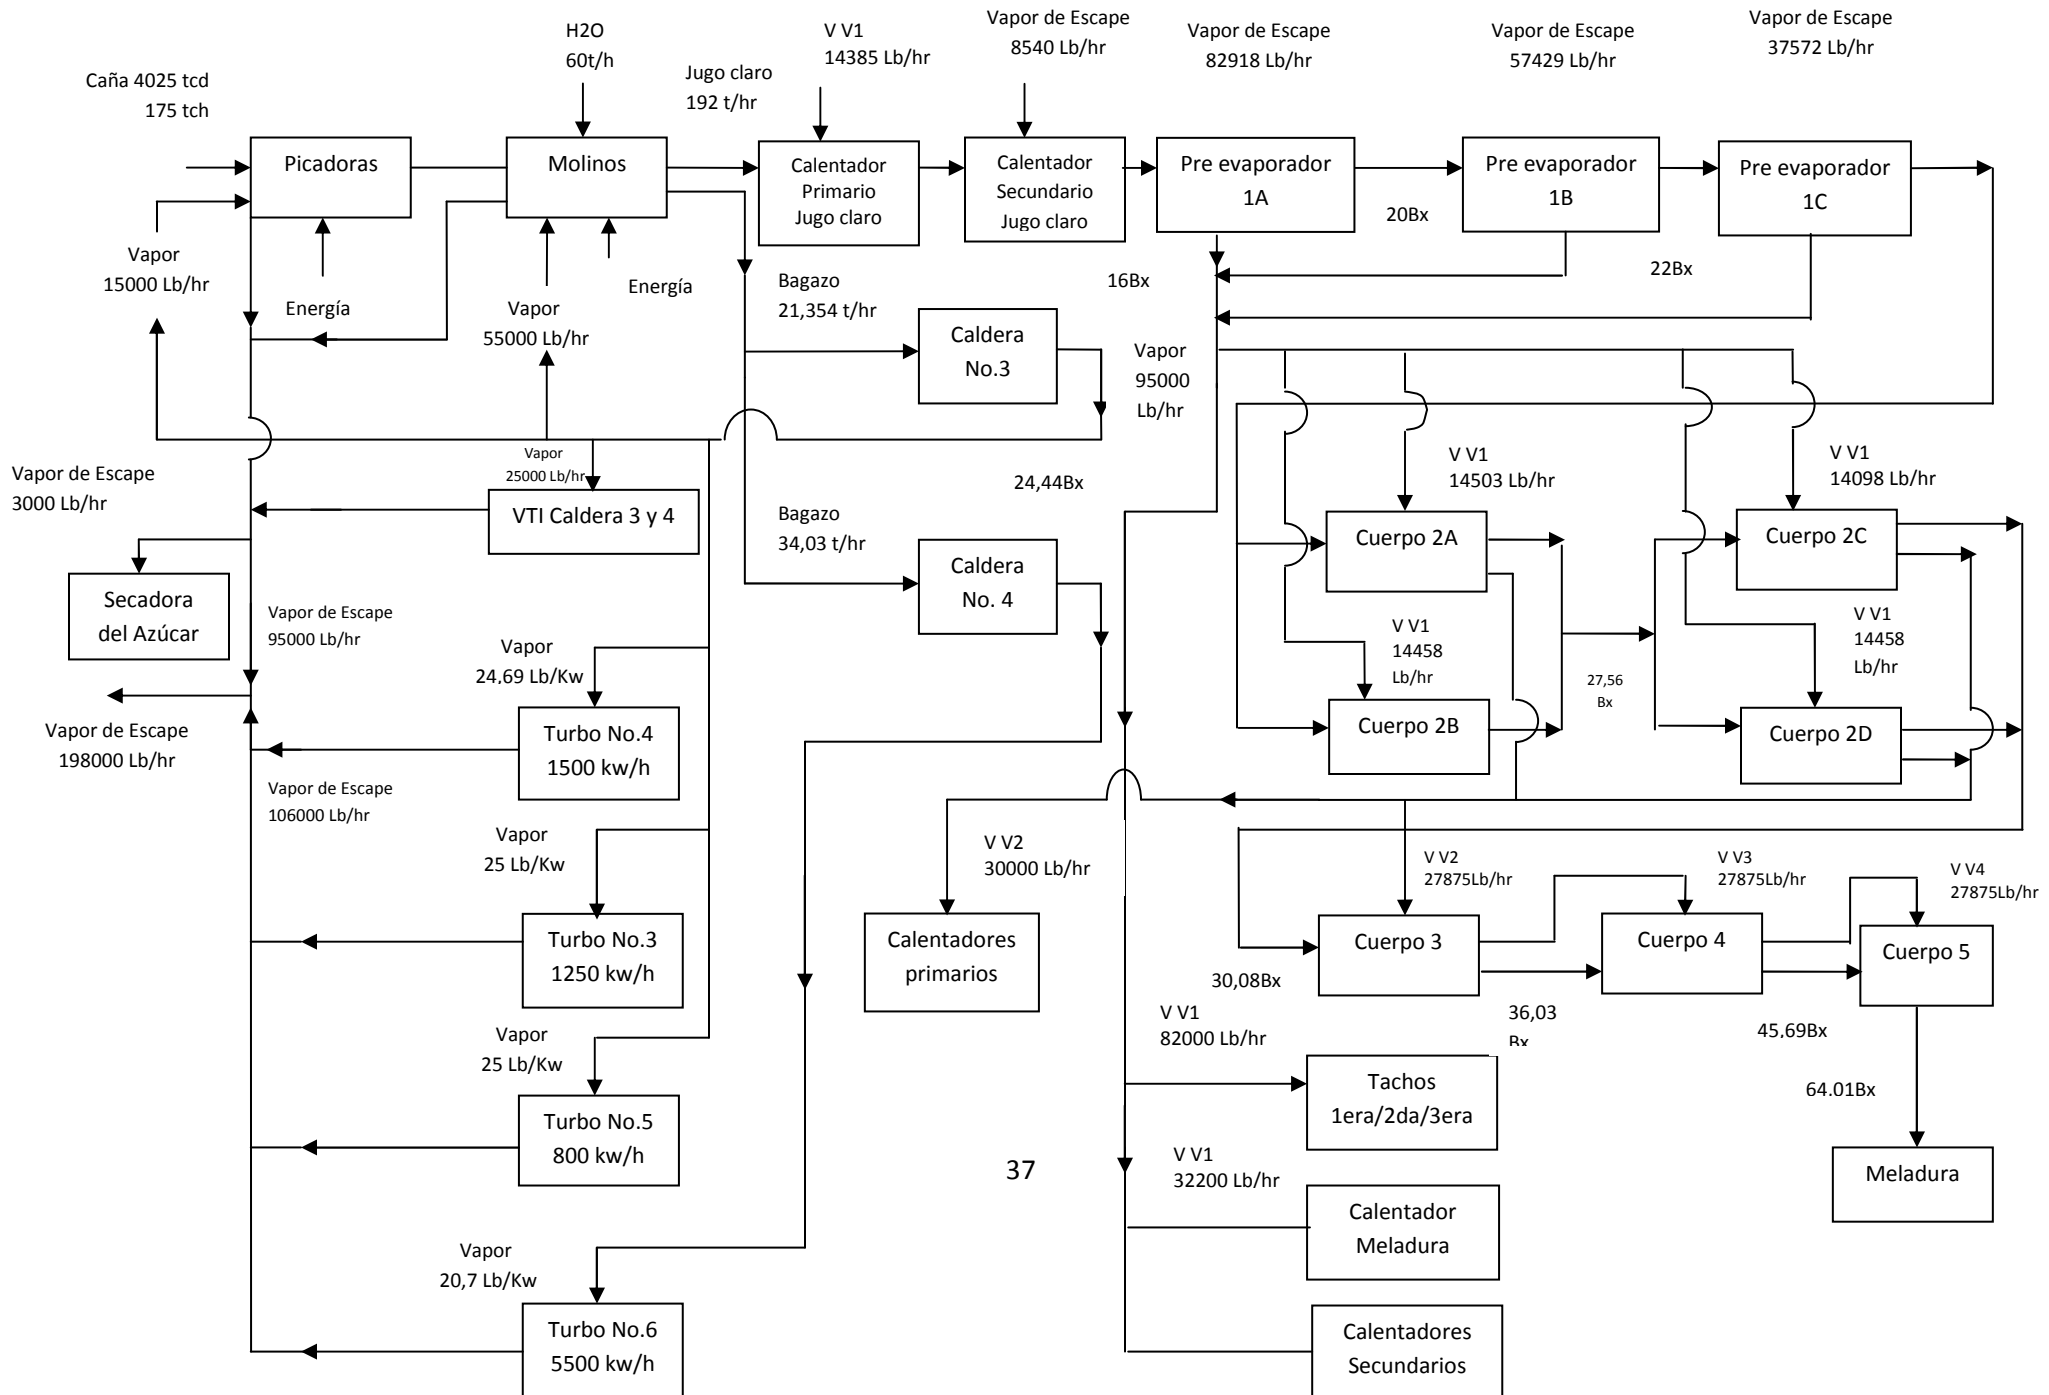 H2O
60t/h
V V1
14385 Lb/hr
Vapor de Escape
8540 Lb/hr
Vapor de Escape
82918 Lb/hr
Vapor de Escape
57429 Lb/hr
Vapor de Escape
37572 Lb/hr
Caña 4025 tcd
175 tch
Jugo claro
192 t/hr
Picadoras
Molinos
Calentador
Primario
Jugo claro
Calentador
Secundario
Jugo claro
Pre evaporador
1A
Pre evaporador
1B
Pre evaporador
1C
20Bx
Vapor
15000 Lb/hr
Energía
Vapor
55000 Lb/hr
Energía
Bagazo
21,354 t/hr
16Bx
22Bx
Caldera
No.3
Vapor
95000
Lb/hr
Vapor de Escape
3000 Lb/hr
Vapor
25000 Lb/hr
24,44Bx
V V1
14503 Lb/hr
V V1
14098 Lb/hr
VTI Caldera 3 y 4
Bagazo
34,03 t/hr
Cuerpo 2A
Cuerpo 2C
Caldera
No. 4
Secadora
del Azúcar
Vapor de Escape
95000 Lb/hr
Vapor
24,69 Lb/Kw
V V1
14458
Lb/hr
V V1
14458
Lb/hr
27,56
Bx
Vapor de Escape
198000 Lb/hr
Turbo No.4
1500 kw/h
Cuerpo 2B
Cuerpo 2D
Vapor de Escape
106000 Lb/hr
Vapor
25 Lb/Kw
V V2
30000 Lb/hr
V V2
27875Lb/hr
V V3
27875Lb/hr
V V4
27875Lb/hr
Turbo No.3
1250 kw/h
Calentadores
primarios
Cuerpo 3
Cuerpo 4
Cuerpo 5
30,08Bx
36,03
Bx
45,69Bx
Vapor
25 Lb/Kw
V V1
82000 Lb/hr
Tachos
1era/2da/3era
64.01Bx
Turbo No.5
800 kw/h
37
V V1
32200 Lb/hr
Meladura
Calentador
Meladura
Vapor
20,7 Lb/Kw
Turbo No.6
5500 kw/h
Calentadores
Secundarios